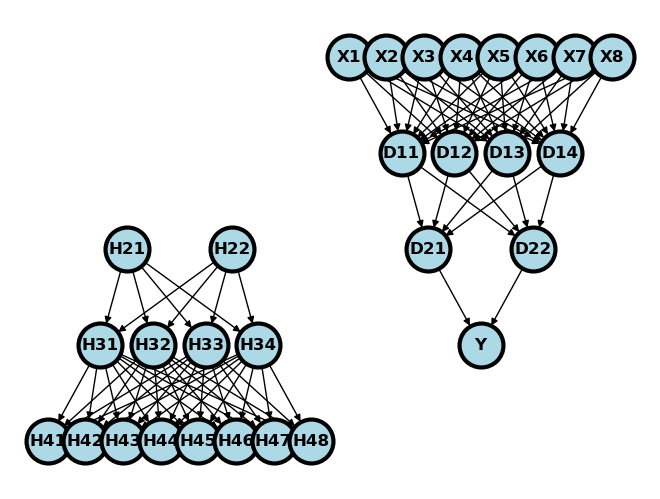 X1 X2 X3 X4 X5 X6 X7 X8
D11 D12 D13 D14
H21 H22 D21 D22
H31 H32 H33 H34 Y
H41 H42 H43 H44 H45 H46 H47 H48